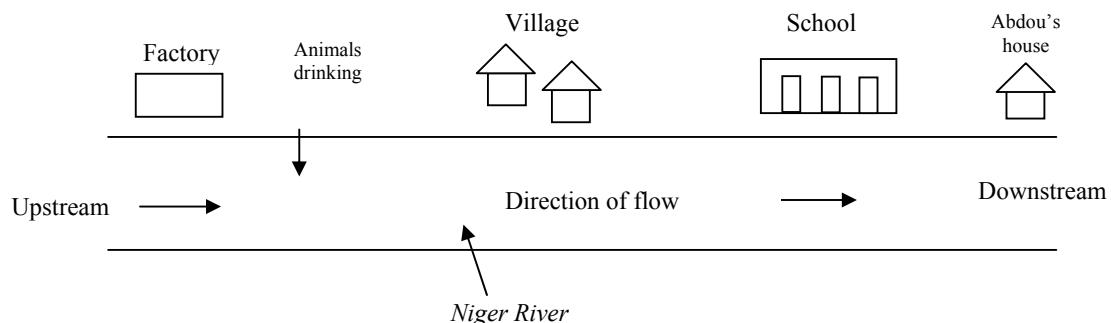 Factory
Animals
drinking
Village
School
Abdou’s
house
Upstream
Direction of flow
Downstream
Niger River